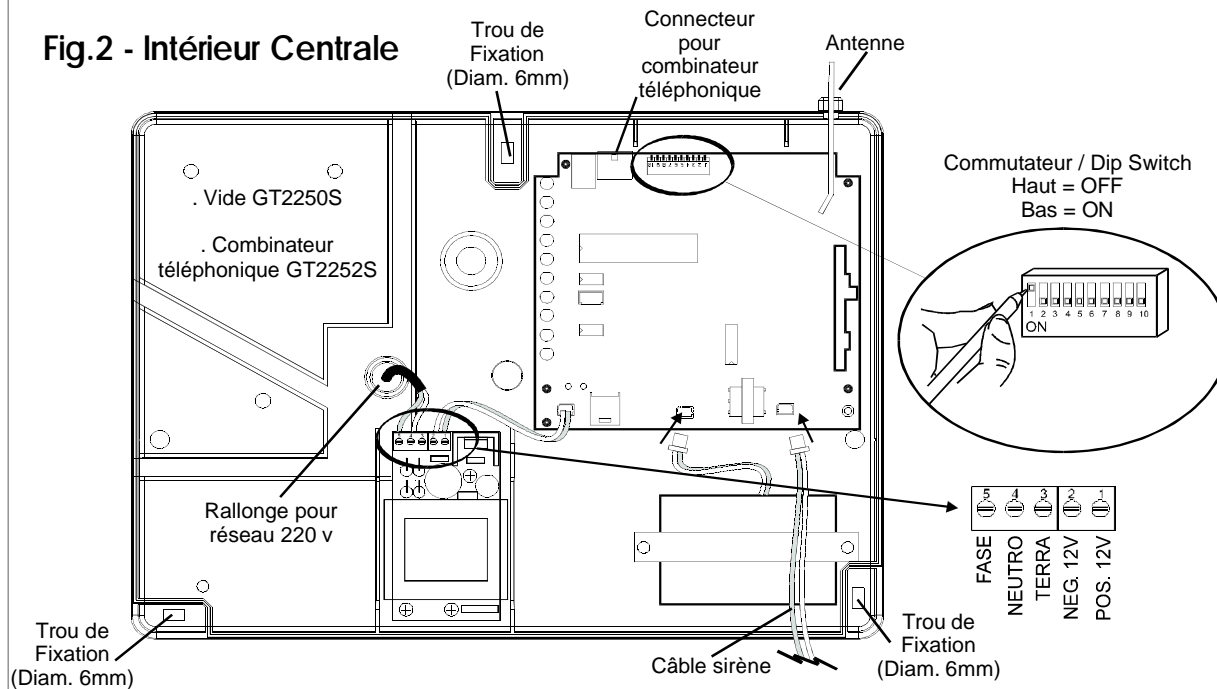 Fig.2 - Intérieur Centrale
Trou de
Fixation
(Diam. 6mm)
Connecteur
pour
combinateur
téléphonique
Antenne
. Vide GT2250S
. Combinateur
téléphonique GT2252S
Commutateur / Dip Switch
Haut = OFF
Bas = ON
1 2 3 4 5 6 7 8 9 10
ON
Rallonge pour
réseau 220 v
5 4 3 2 1
FASE
NEUTRO
TERRA
NEG. 12V
POS. 12V
Trou de
Fixation
(Diam. 6mm)
Câble sirène
Trou de
Fixation
(Diam. 6mm)